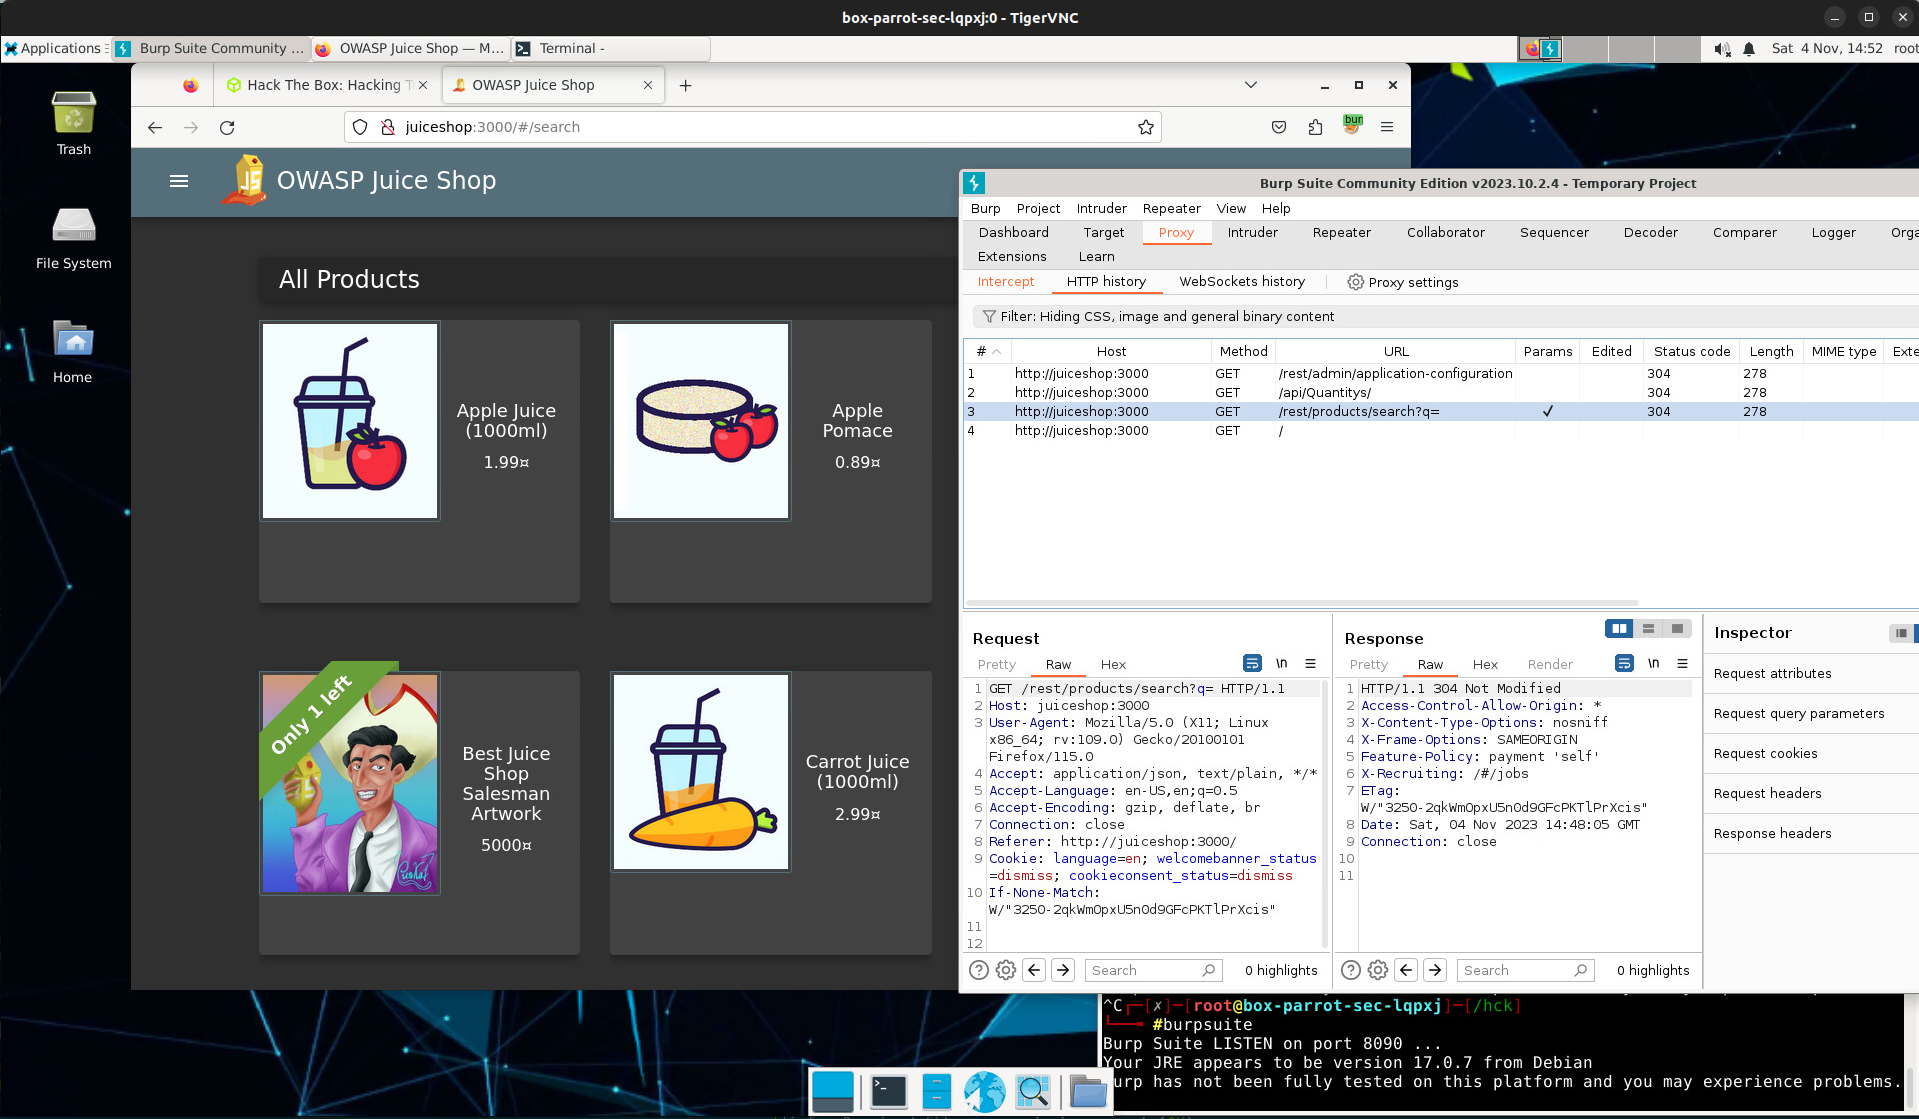 box-parrot-sec-lqpxj:0 - TigerVNC
Applications
Burp Suite Community ...
OWASP Juice Shop — M...
Terminal -
Sat 4 Nov, 14:52 root
Trash
File System
Home
Hack The Box: Hacking T
OWASP Juice Shop
juiceshop:3000/#/search
bur
JS
OWASP Juice Shop
All Products
Apple Juice
(1000ml)
1.99¤
Apple
Pomace
0.89¤
Only 1 left
Best Juice
Shop
Salesman
Artwork
5000¤
Carrot Juice
(1000ml)
2.99¤
Burp Suite Community Edition v2023.10.2.4 - Temporary Project
Burp Project Intruder Repeater View Help
Dashboard Target Proxy Intruder Repeater Collaborator Sequencer Decoder Comparer Logger Orga
Extensions Learn
Intercept HTTP history WebSockets history Proxy settings
Filter: Hiding CSS, image and general binary content
# Host Method URL Params Edited Status code Length MIME type Exte
1 http://juiceshop:3000 GET /rest/admin/application-configuration 304 278
2 http://juiceshop:3000 GET /api/Quantitys/ 304 278
3 http://juiceshop:3000 GET /rest/products/search?q= ✓ 304 278
4 http://juiceshop:3000 GET /
Request
Pretty Raw Hex \n
1 GET /rest/products/search?q= HTTP/1.1
2 Host: juiceshop:3000
3 User-Agent: Mozilla/5.0 (X11; Linux
x86_64; rv:109.0) Gecko/20100101
Firefox/115.0
4 Accept: application/json, text/plain, */*
5 Accept-Language: en-US,en;q=0.5
6 Accept-Encoding: gzip, deflate, br
7 Connection: close
8 Referer: http://juiceshop:3000/
9 Cookie: language=en; welcomebanner_status
=dismiss; cookieconsent_status=dismiss
10 If-None-Match:
W/"3250-2qkWmOpxU5n0d9GFcPKTlPrXcis"
11
12
Search 0 highlights
Response
Pretty Raw Hex Render \n
1 HTTP/1.1 304 Not Modified
2 Access-Control-Allow-Origin: *
3 X-Content-Type-Options: nosniff
4 X-Frame-Options: SAMEORIGIN
5 Feature-Policy: payment 'self'
6 X-Recruiting: /#/jobs
7 ETag:
W/"3250-2qkWmOpxU5n0d9GFcPKTlPrXcis"
8 Date: Sat, 04 Nov 2023 14:48:05 GMT
9 Connection: close
10
11
Search 0 highlights
Inspector
Request attributes
Request query parameters
Request cookies
Request headers
Response headers
^C┌─[✗]─[root@box-parrot-sec-lqpxj]─[/hck]
└──╼ #burpsuite
Burp Suite LISTEN on port 8090 ...
Your JRE appears to be version 17.0.7 from Debian
urp has not been fully tested on this platform and you may experience problems.